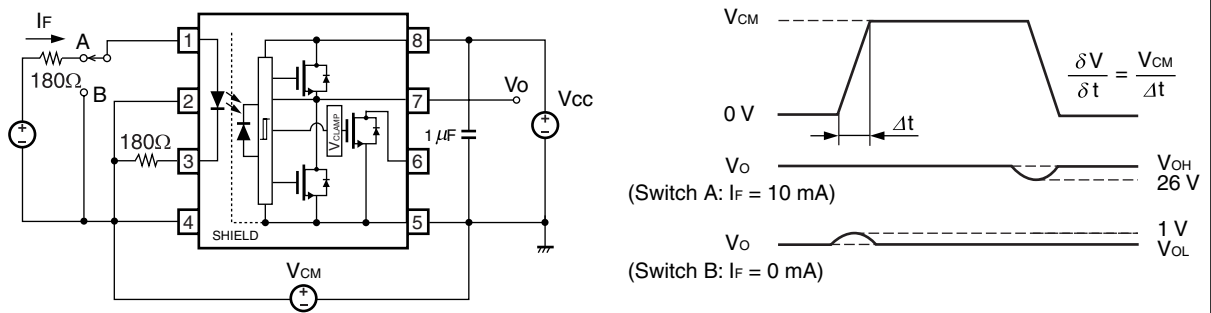 IF
A
180Ω
B
180Ω
1
2
3
4
SHIELD
VCLAMP
8
7
6
5
VO
1 μF
VCC
VCM
VCM
0 V
Δt
δV/δt = VCM/Δt
VO
(Switch A: IF = 10 mA)
VOH
26 V
VO
(Switch B: IF = 0 mA)
1 V
VOL